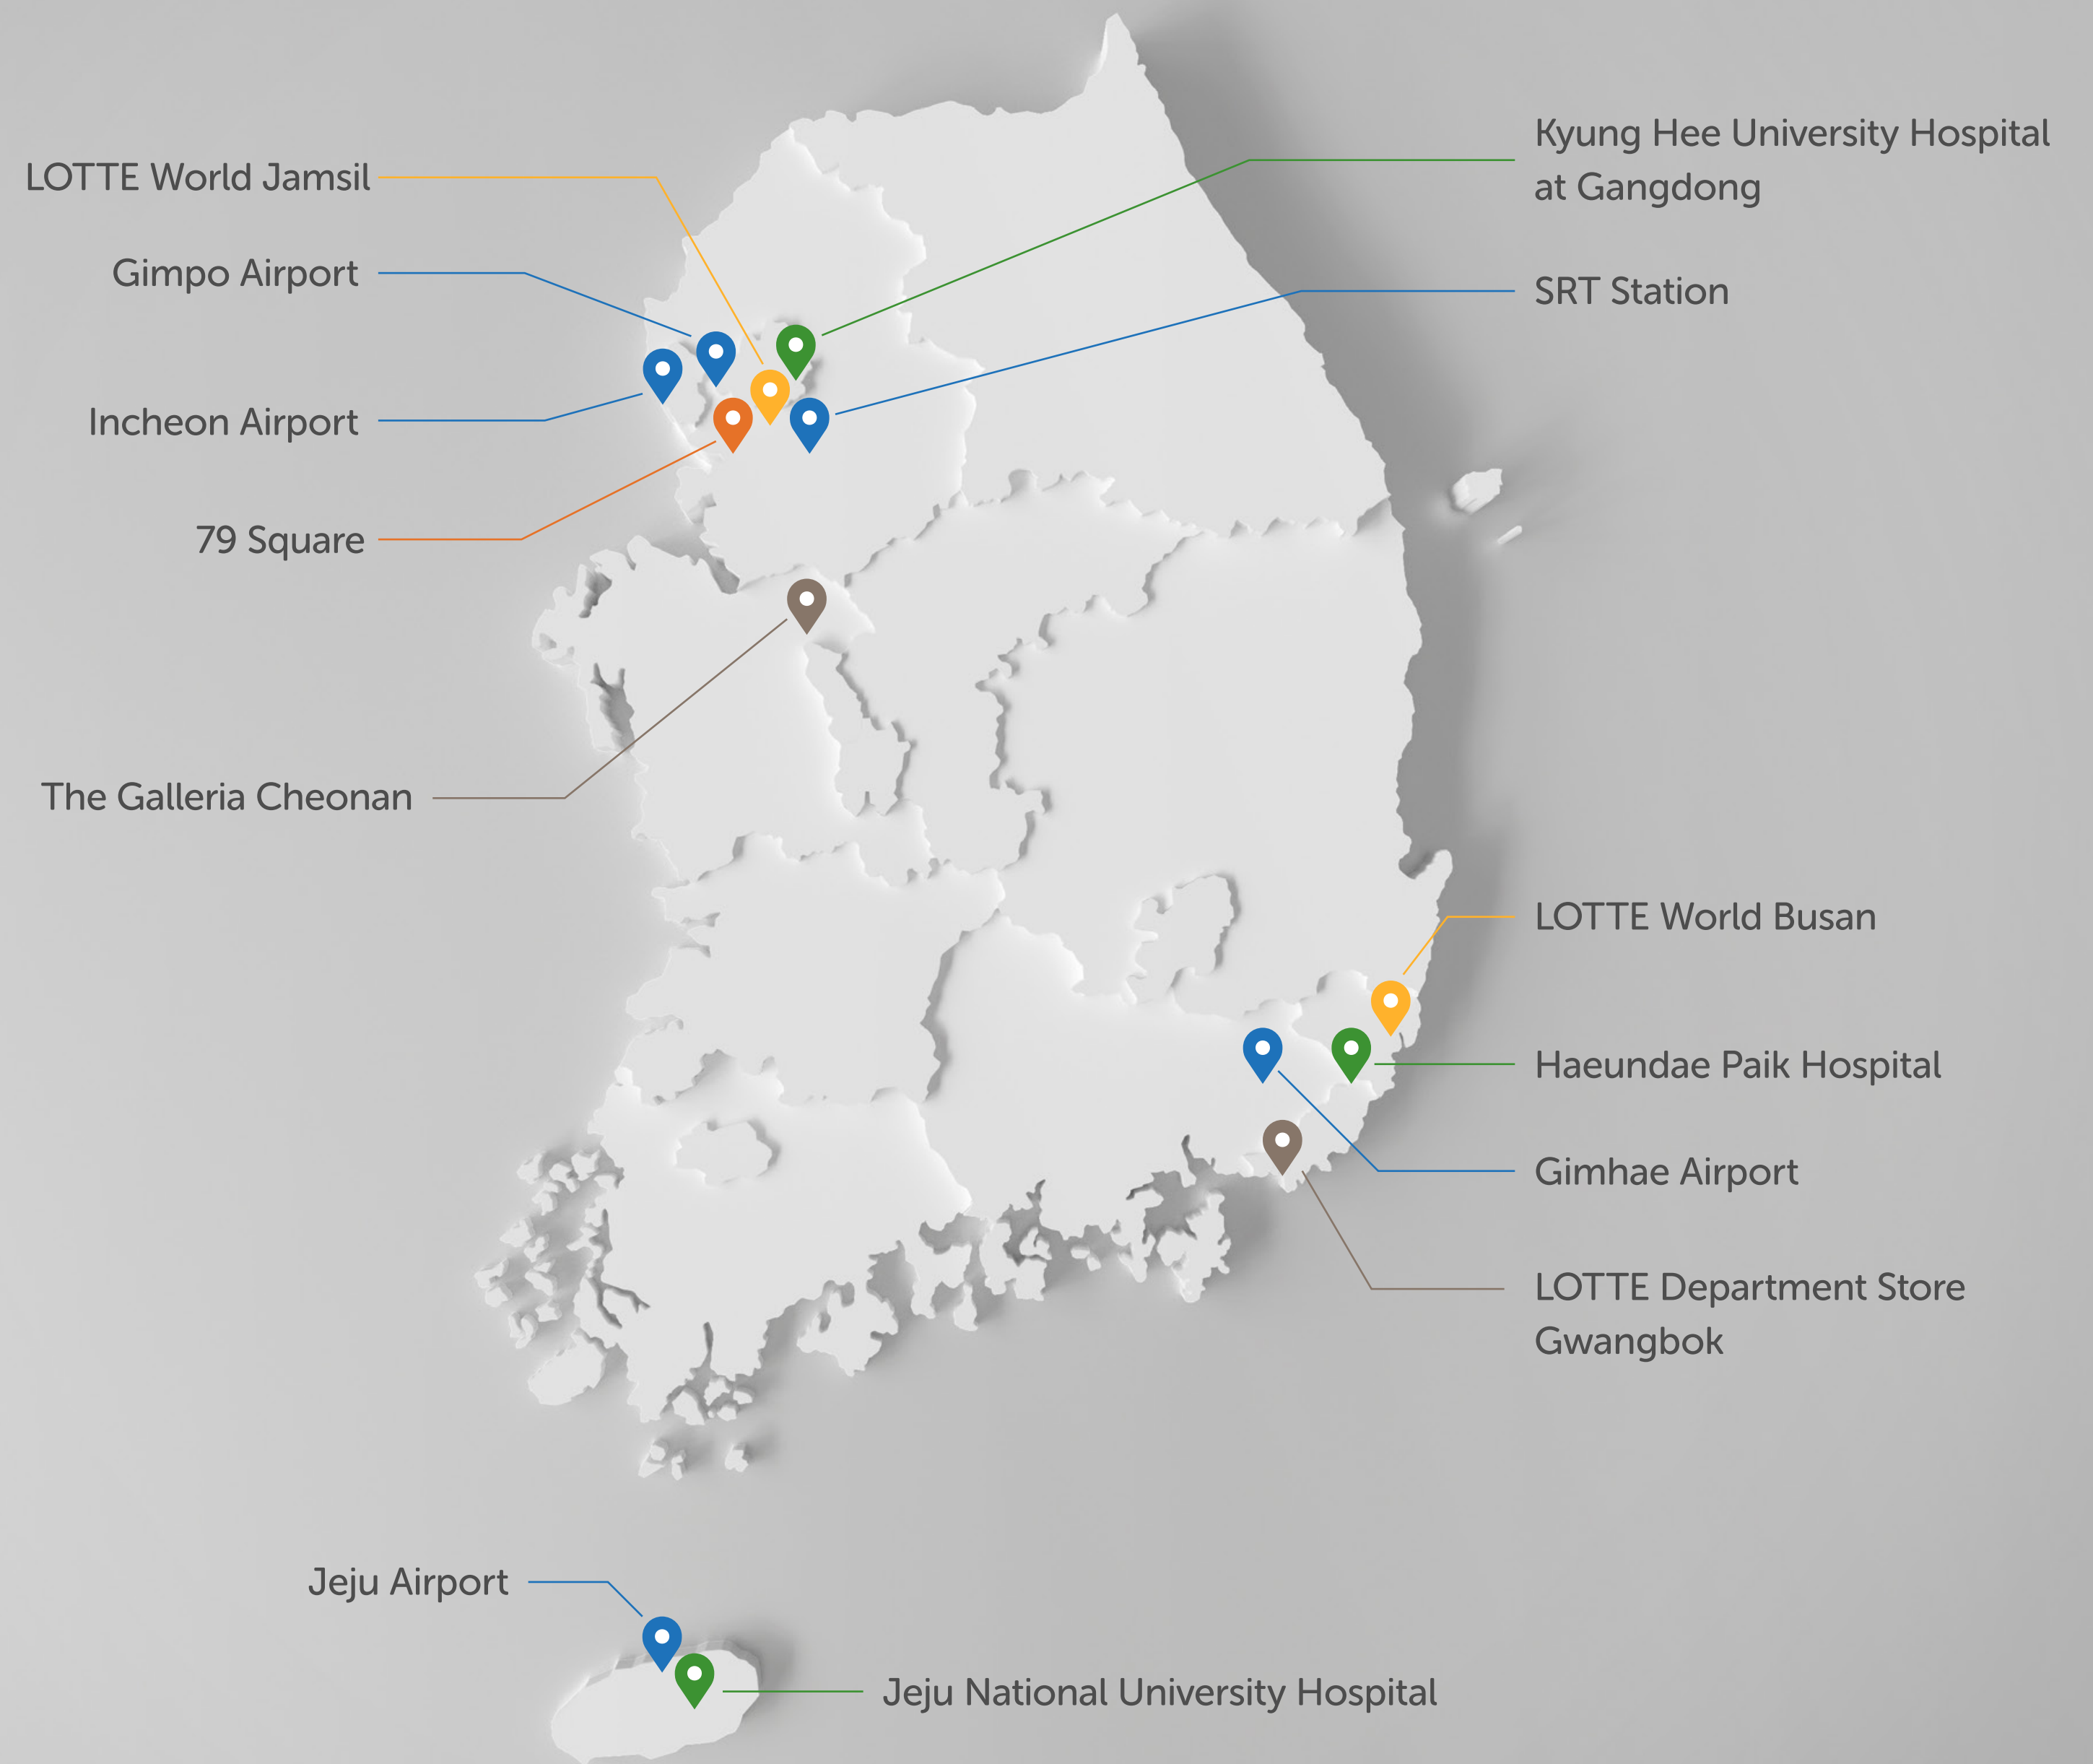 LOTTE World Jamsil
Gimpo Airport
Incheon Airport
79 Square
The Galleria Cheonan
Kyung Hee University Hospital
at Gangdong
SRT Station
LOTTE World Busan
Haeundae Paik Hospital
Gimhae Airport
LOTTE Department Store
Gwangbok
Jeju Airport
Jeju National University Hospital